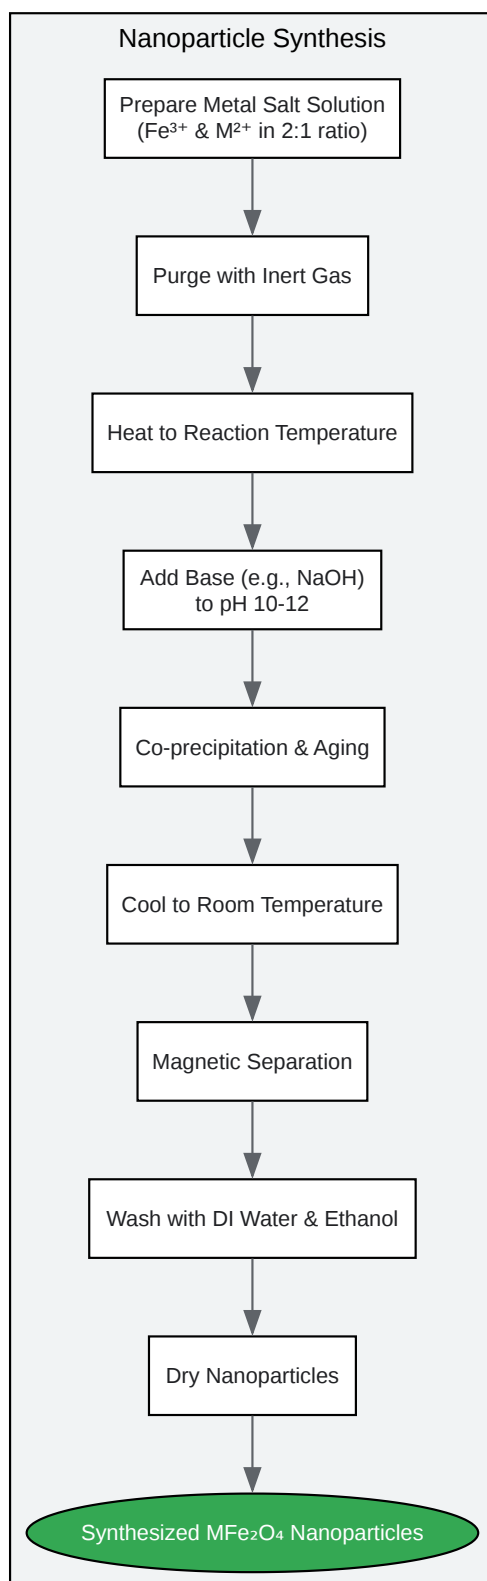 Nanoparticle Synthesis
Prepare Metal Salt Solution
(Fe³⁺ & M²⁺ in 2:1 ratio)
Purge with Inert Gas
Heat to Reaction Temperature
Add Base (e.g., NaOH)
to pH 10-12
Co-precipitation & Aging
Cool to Room Temperature
Magnetic Separation
Wash with DI Water & Ethanol
Dry Nanoparticles
Synthesized MFe₂O₄ Nanoparticles